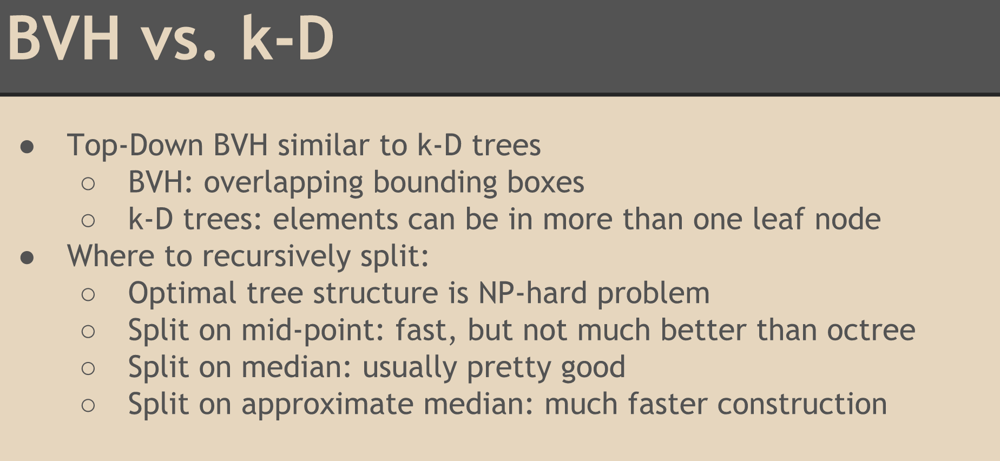 BVH vs. k-D
● Top-Down BVH similar to k-D trees
○ BVH: overlapping bounding boxes
○ k-D trees: elements can be in more than one leaf node
● Where to recursively split:
○ Optimal tree structure is NP-hard problem
○ Split on mid-point: fast, but not much better than octree
○ Split on median: usually pretty good
○ Split on approximate median: much faster construction